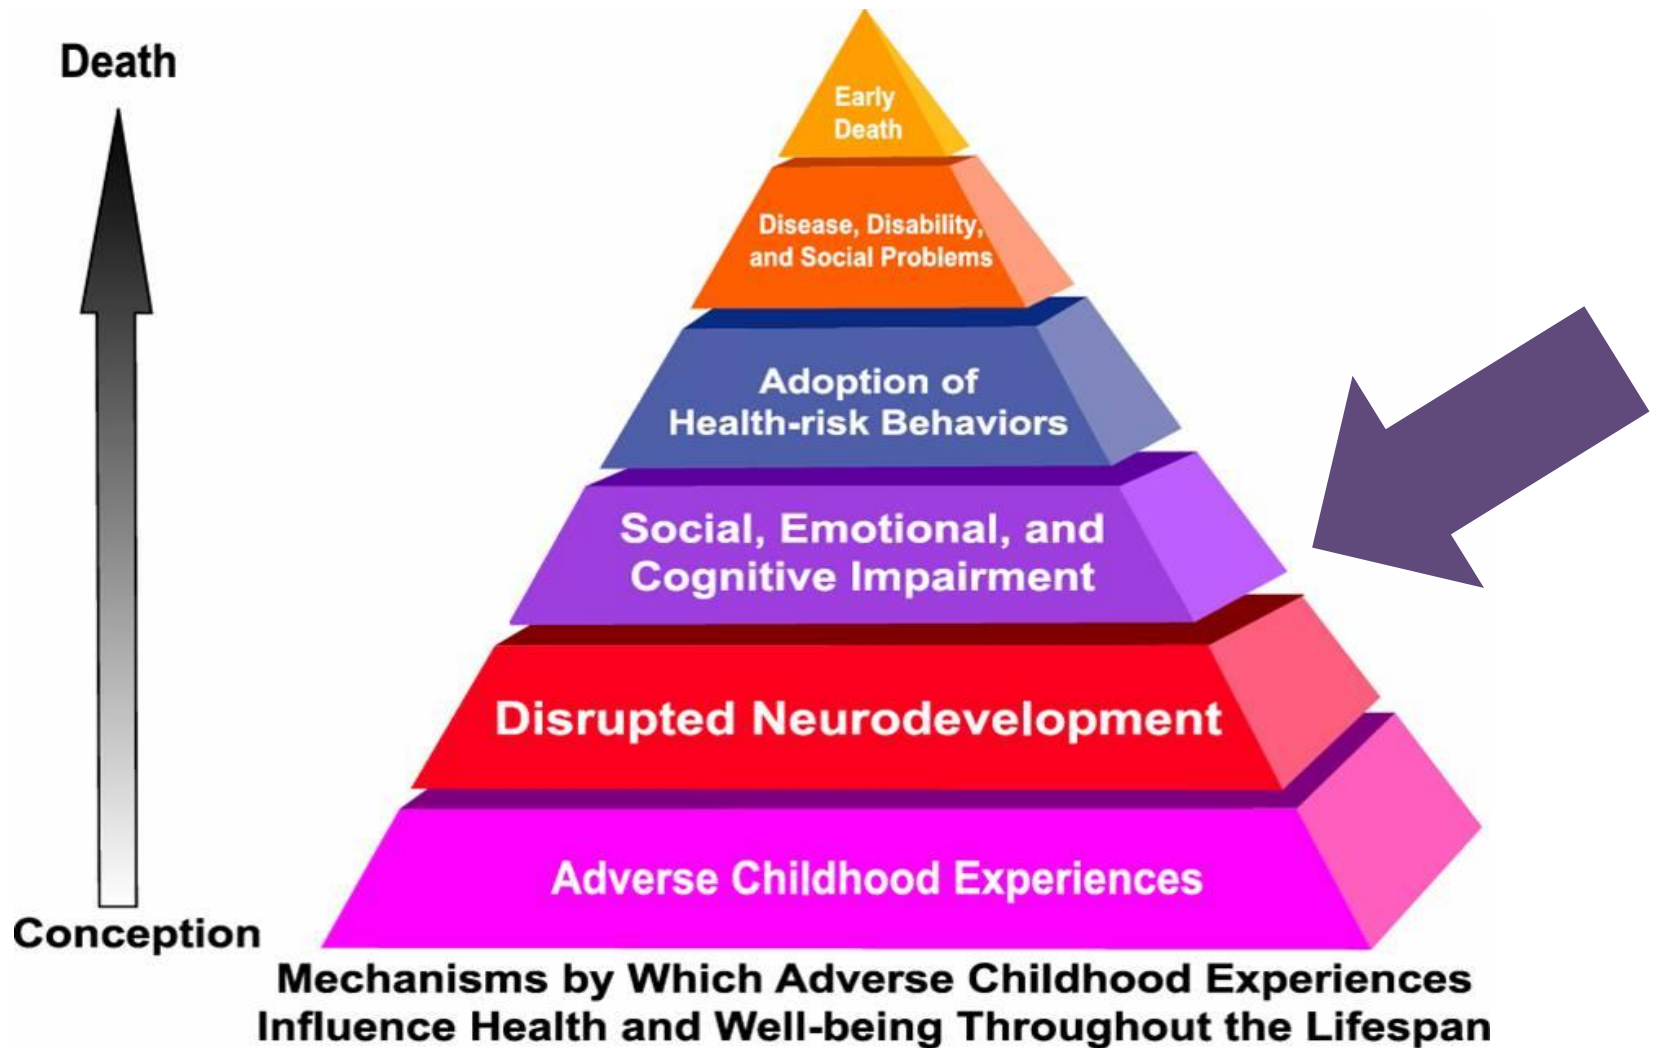 Death
Early
Death
Disease, Disability,
and Social Problems
Adoption of
Health-risk Behaviors
Social, Emotional, and
Cognitive Impairment
Disrupted Neurodevelopment
Adverse Childhood Experiences
Conception
Mechanisms by Which Adverse Childhood Experiences
Influence Health and Well-being Throughout the Lifespan